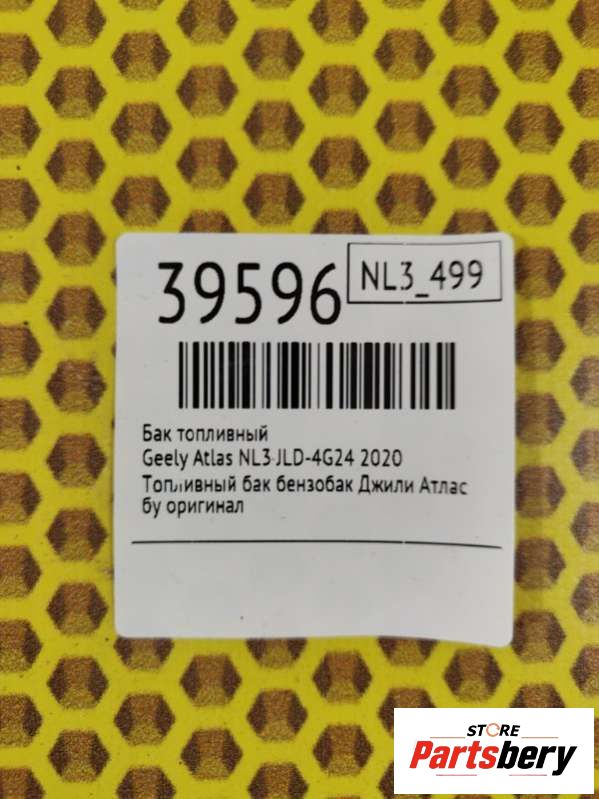 39596
NL3_499
Бак топливный
Geely Atlas NL3 JLD-4G24 2020
Топливный бак бензобак Джили Атлас
бу оригинал
STORE
Partsbery